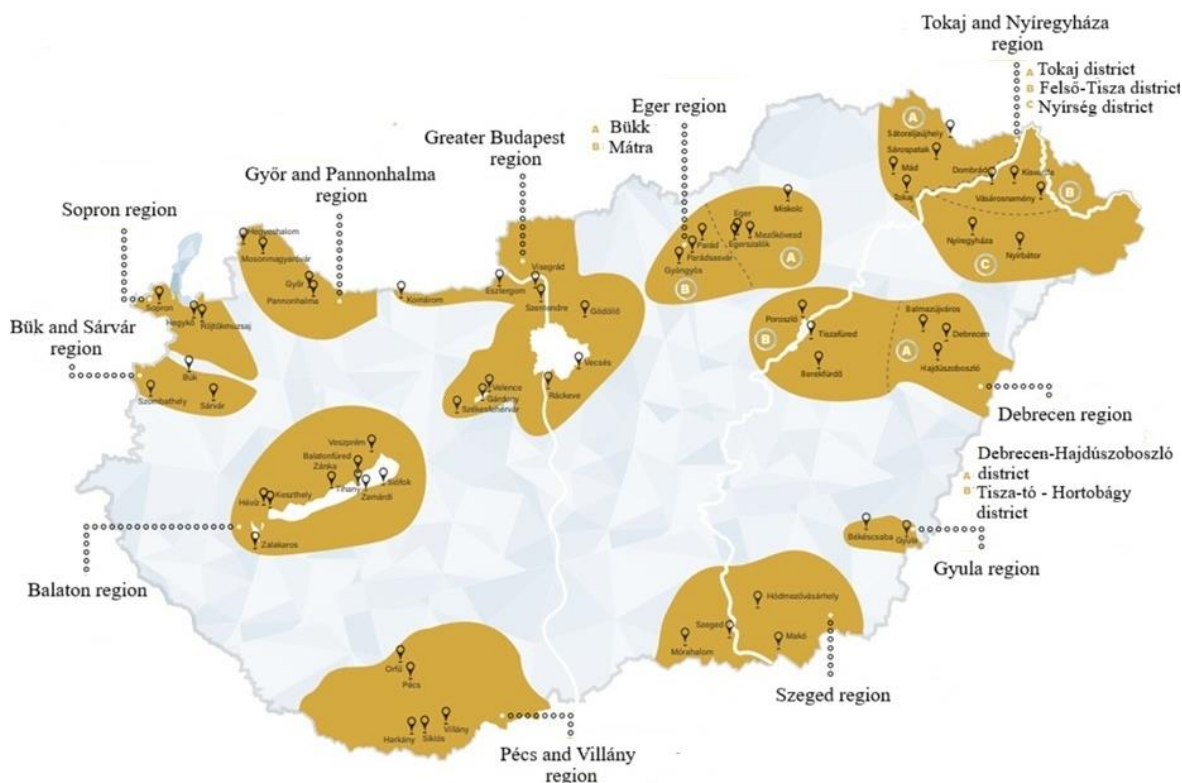 Tokaj and Nyíregyháza
region
A Tokaj district
B Felső-Tisza district
C Nyírség district
Eger region
A Bükk
B Mátra
Greater Budapest
region
Győr and Pannonhalma
region
Sopron region
Bük and Sárvár
region
Balaton region
Pécs and Villány
region
Szeged region
Gyula region
Debrecen region
Debrecen-Hajdúszoboszló
A district
B Tisza-tó - Hortobágy
district
A
Sátoraljaújhely
Sárospatak
Mád
Tokaj
Dombrád
Kisvárda
Vásárosnamény
B
Nyíregyháza
Nyírbátor
C
Miskolc
Eger
Mezőkövesd
Egerszalók
Parád
Parádsasvár
Gyöngyös
A
B
Hegyeshalom
Mosonmagyaróvár
Győr
Pannonhalma
Komárom
Esztergom
Visegrád
Szentendre
Gödöllő
Vecsés
Ráckeve
Velence
Gárdony
Székesfehérvár
Sopron
Hegykő
Röjtökmuzsaj
Bük
Szombathely
Sárvár
Poroszló
Tiszafüred
Berekfürdő
B
Balmazújváros
Debrecen
Hajdúszoboszló
A
Veszprém
Balatonfüred
Zánka
Tihany
Siófok
Zamárdi
Keszthely
Hévíz
Zalakaros
Békéscsaba
Gyula
Hódmezővásárhely
Szeged
Makó
Mórahalom
Orfű
Pécs
Villány
Harkány
Siklós